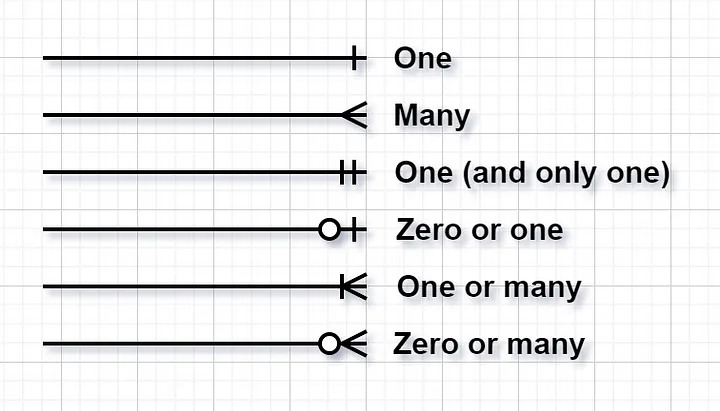 One
Many
One (and only one)
Zero or one
One or many
Zero or many